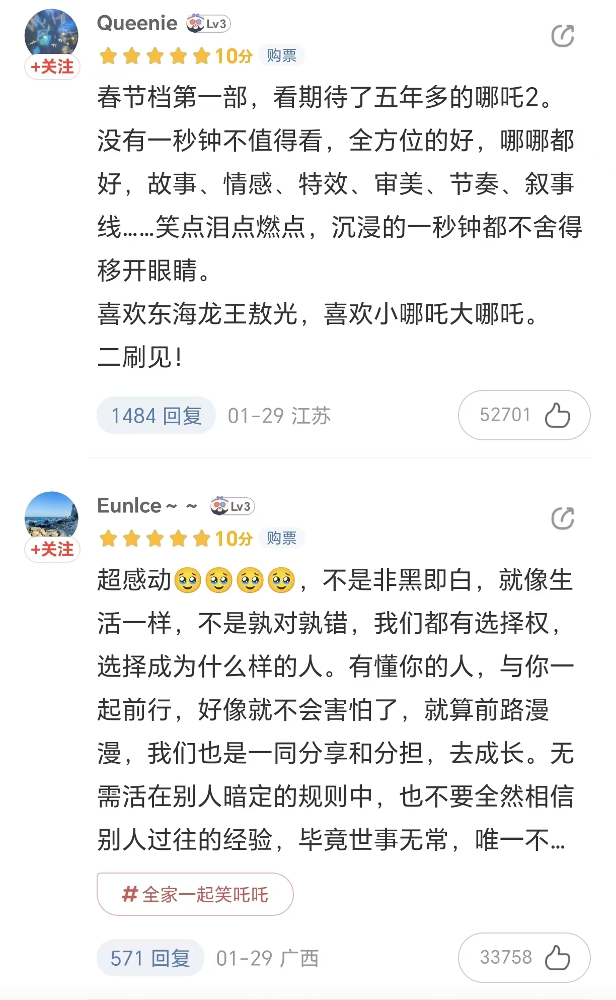 Queenie Lv3
+关注
10分 购票
春节档第一部，看期待了五年多的哪吒2。
没有一秒钟不值得看，全方位的好，哪哪都
好，故事、情感、特效、审美、节奏、叙事
线……笑点泪点燃点，沉浸的一秒钟都不舍得
移开眼睛。
喜欢东海龙王敖光，喜欢小哪吒大哪吒。
二刷见！
1484 回复 01-29 江苏 52701
EunIce～～ Lv3
+关注
10分 购票
超感动🥹🥹🥹🥹，不是非黑即白，就像生
活一样，不是孰对孰错，我们都有选择权，
选择成为什么样的人。有懂你的人，与你一
起前行，好像就不会害怕了，就算前路漫
漫，我们也是一同分享和分担，去成长。无
需活在别人暗定的规则中，也不要全然相信
别人过往的经验，毕竟世事无常，唯一不...
# 全家一起笑吒吒
571 回复 01-29 广西 33758